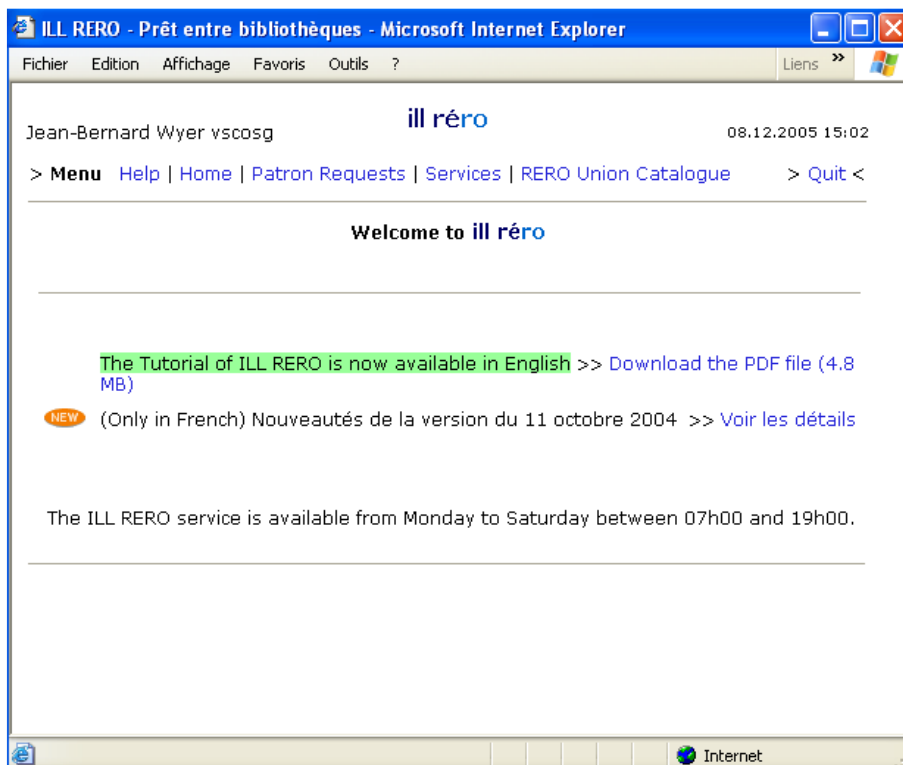 ILL RERO - Prêt entre bibliothèques - Microsoft Internet Explorer
Fichier Edition Affichage Favoris Outils ? Liens »
ill réro
Jean-Bernard Wyer vscosg 08.12.2005 15:02
> Menu Help | Home | Patron Requests | Services | RERO Union Catalogue > Quit <
Welcome to ill réro
The Tutorial of ILL RERO is now available in English >> Download the PDF file (4.8
MB)
NEW (Only in French) Nouveautés de la version du 11 octobre 2004 >> Voir les détails
The ILL RERO service is available from Monday to Saturday between 07h00 and 19h00.
Internet